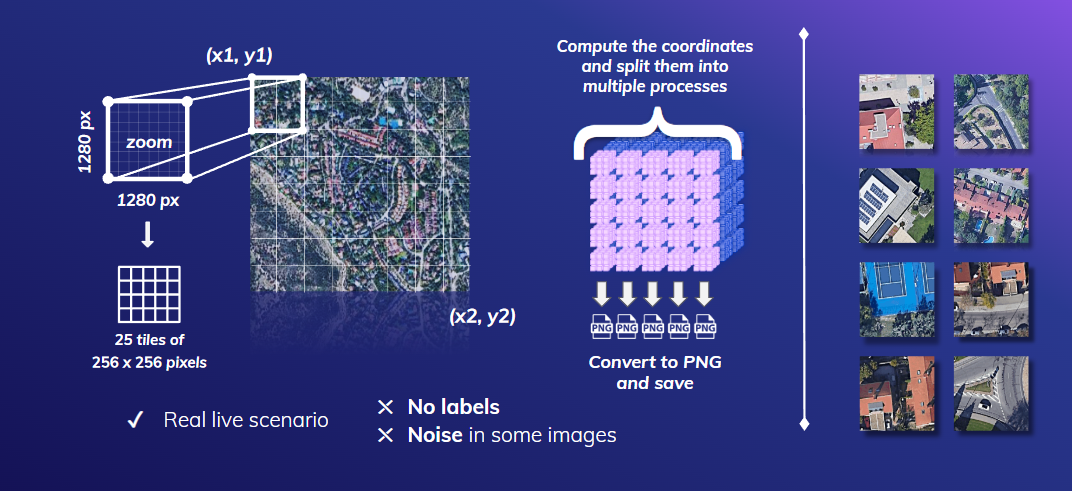 (x1, y1)
1280 px
zoom
1280 px
25 tiles of
256 x 256 pixels
(x2, y2)
Compute the coordinates
and split them into
multiple processes
PNG PNG PNG PNG PNG
Convert to PNG
and save
✓ Real live scenario
✕ No labels
✕ Noise in some images